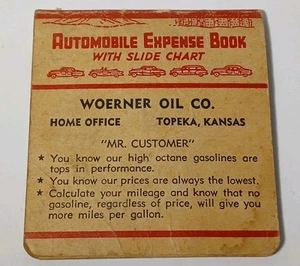 AUTOMOBILE EXPENSE BOOK
WITH SLIDE CHART
WOERNER OIL CO.
HOME OFFICE TOPEKA, KANSAS
"MR. CUSTOMER"
★ You know our high octane gasolines are
tops in performance.
★ You know our prices are always the lowest.
★ Calculate your mileage and know that no
gasoline, regardless of price, will give you
more miles per gallon.